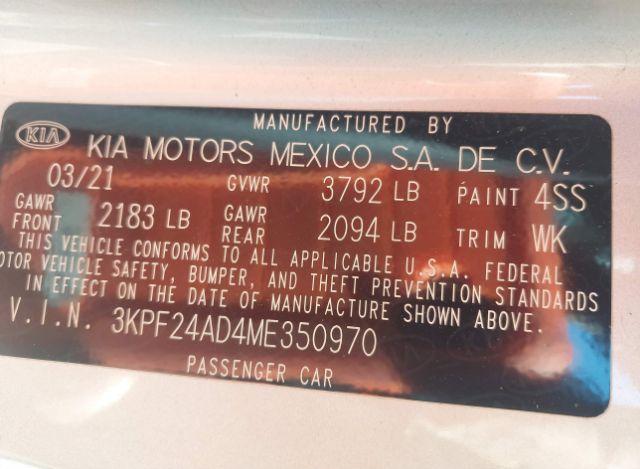 MANUFACTURED BY
KIA KIA MOTORS MEXICO S.A. DE C.V.
03/21 GVWR 3792 LB PAINT 4SS
GAWR FRONT 2183 LB GAWR REAR 2094 LB TRIM WK
THIS VEHICLE CONFORMS TO ALL APPLICABLE U.S.A. FEDERAL
MOTOR VEHICLE SAFETY, BUMPER, AND THEFT PREVENTION STANDARDS
IN EFFECT ON THE DATE OF MANUFACTURE SHOWN ABOVE.
V.I.N. 3KPF24AD4ME350970
PASSENGER CAR